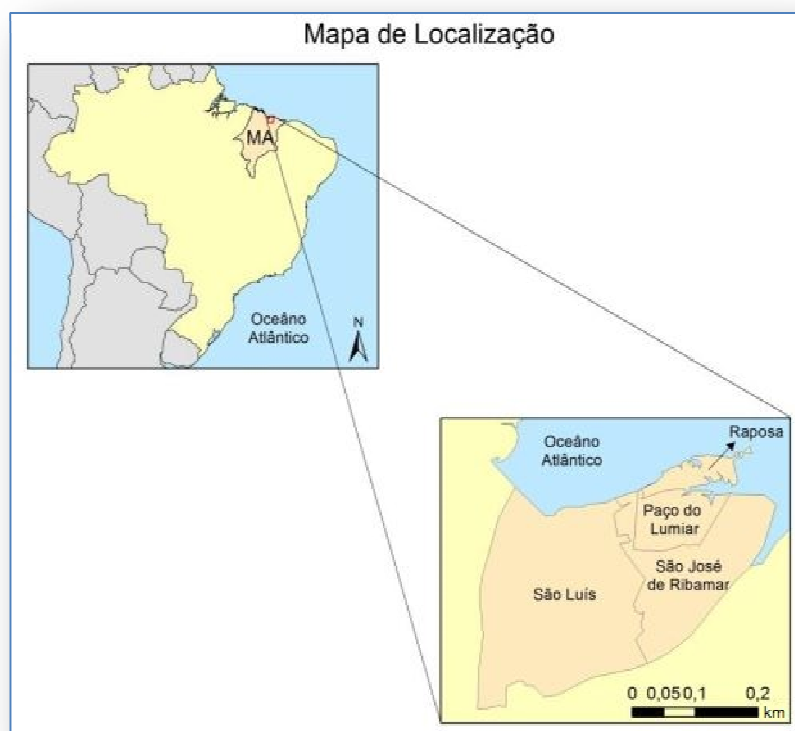 Mapa de Localização
MA
Oceâno
Atlântico
N
Oceâno
Atlântico
Raposa
Paço do
Lumiar
São José
de Ribamar
São Luís
0 0,05 0,1 0,2
km